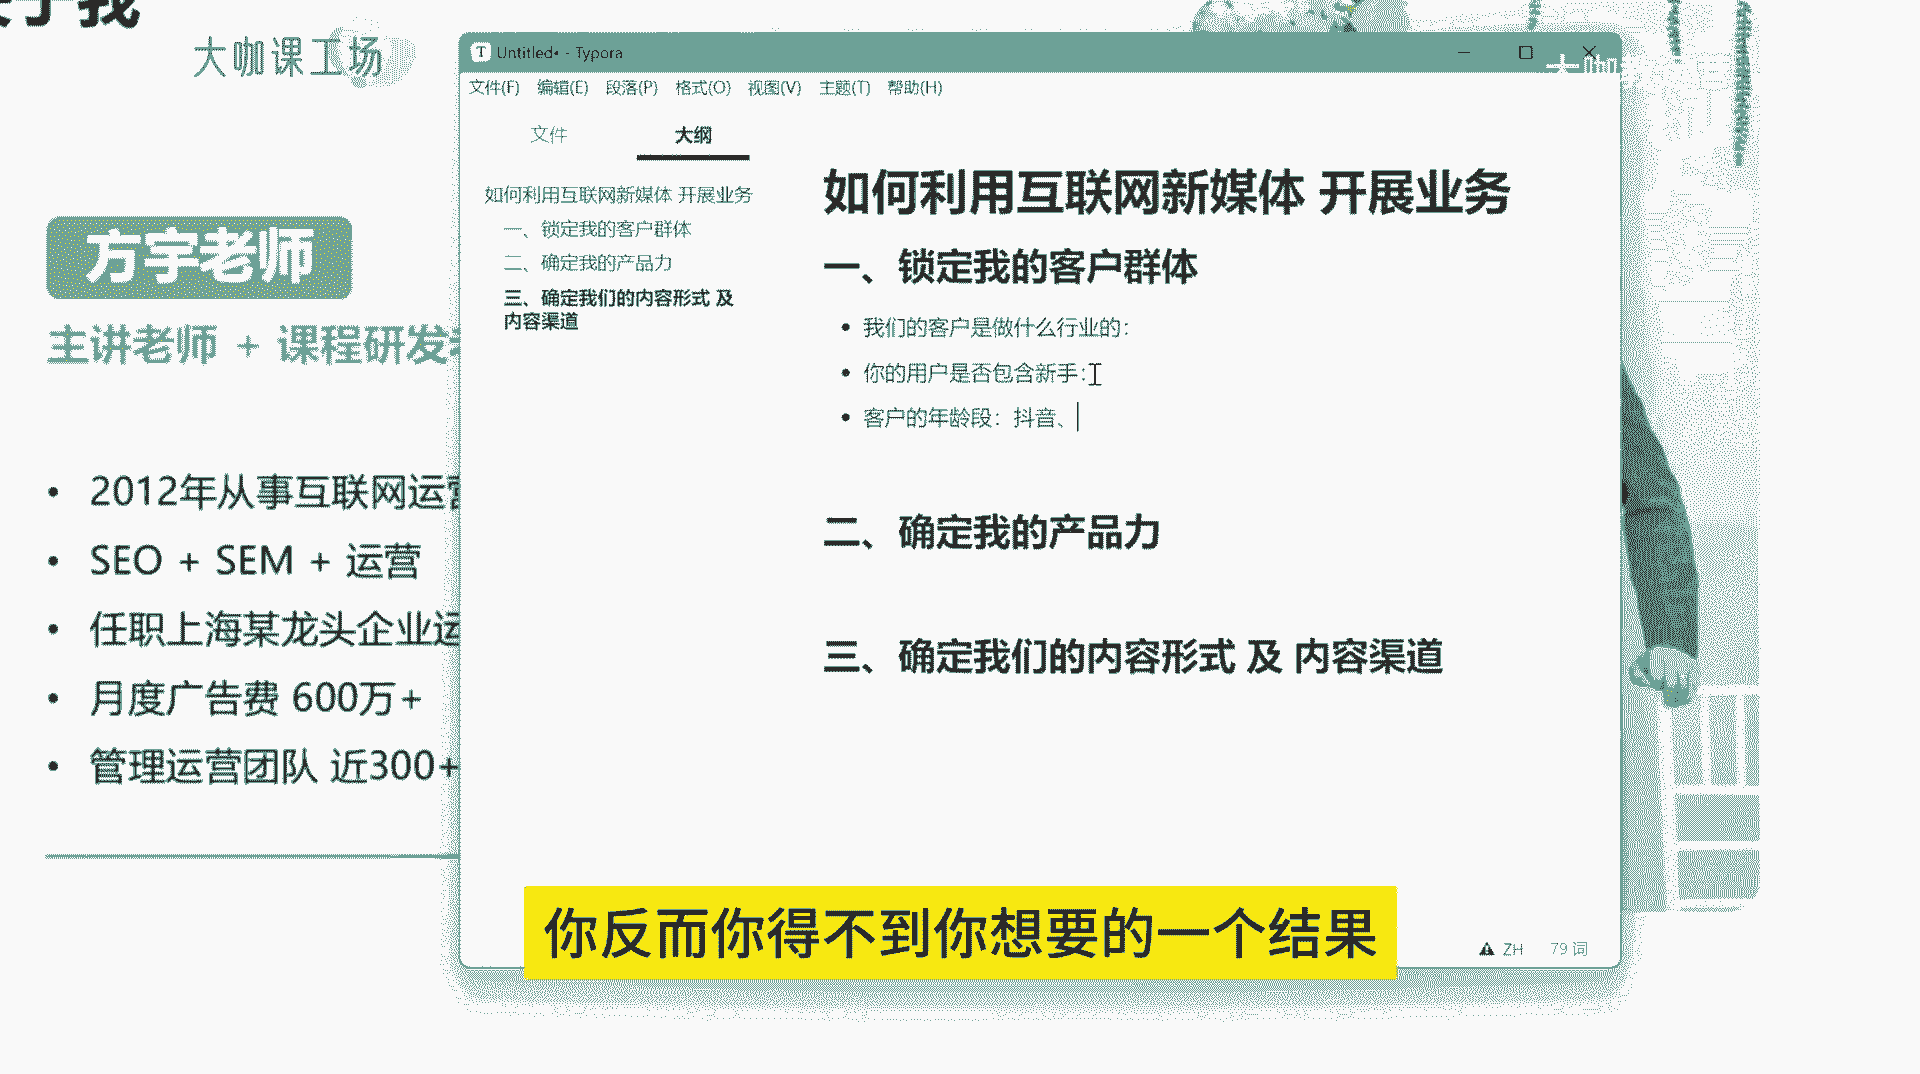 于我
大咖课工场
方宇老师
主讲老师 + 课程研发
2012年从事互联网运营
SEO + SEM + 运营
任职上海某龙头企业运
月度广告费 600万+
管理运营团队 近300+
Untitled• - Typora
大咖
文件(F) 编辑(E) 段落(P) 格式(O) 视图(V) 主题(T) 帮助(H)
文件 大纲
如何利用互联网新媒体 开展业务
一、锁定我的客户群体
二、确定我的产品力
三、确定我们的内容形式 及
内容渠道
如何利用互联网新媒体 开展业务
一、锁定我的客户群体
我们的客户是做什么行业的：
你的用户是否包含新手：
客户的年龄段：抖音、
二、确定我的产品力
三、确定我们的内容形式 及 内容渠道
ZH 79 词
你反而你得不到你想要的一个结果